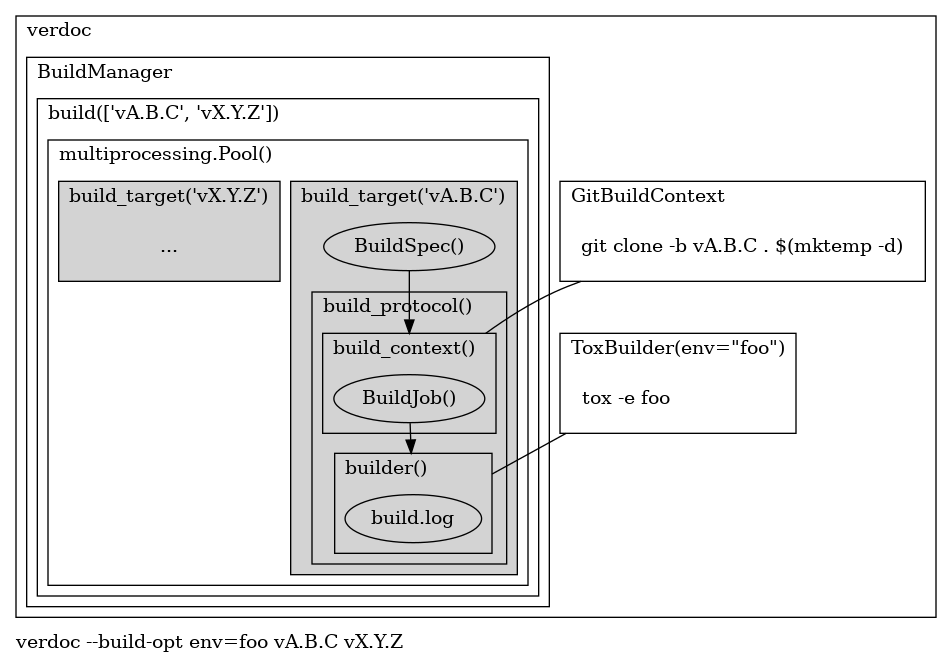 verdoc
BuildManager
build(['vA.B.C', 'vX.Y.Z'])
multiprocessing.Pool()
build_target('vX.Y.Z')
...
build_target('vA.B.C')
BuildSpec()
build_protocol()
build_context()
BuildJob()
builder()
build.log
GitBuildContext
git clone -b vA.B.C . $(mktemp -d)
ToxBuilder(env="foo")
tox -e foo
verdoc --build-opt env=foo vA.B.C vX.Y.Z